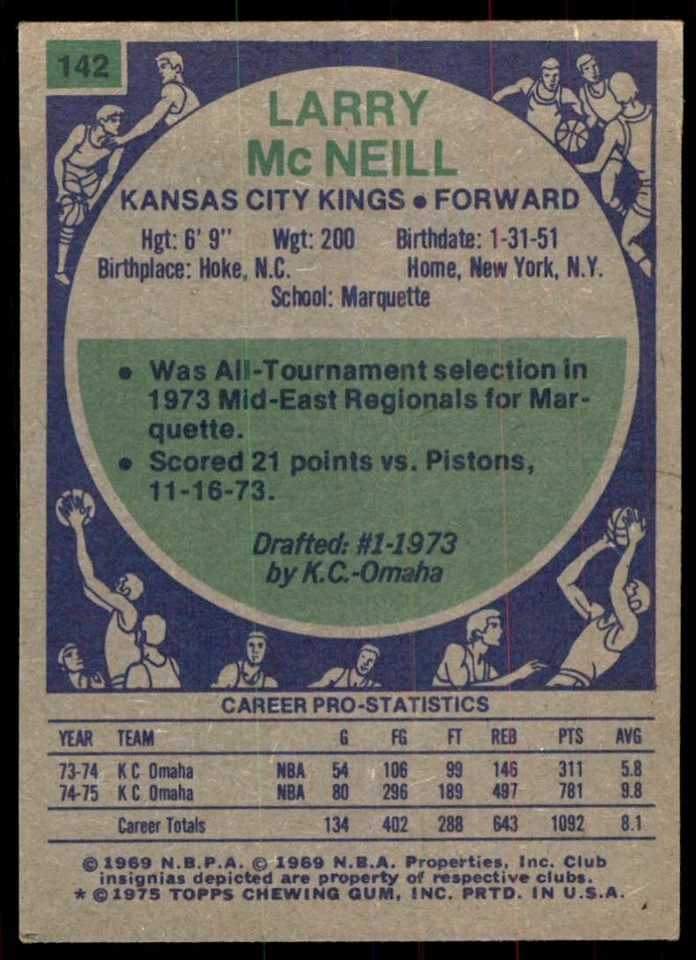 142
LARRY
Mc NEILL
KANSAS CITY KINGS • FORWARD
Hgt: 6' 9" Wgt: 200 Birthdate: 1-31-51
Birthplace: Hoke, N.C. Home, New York, N.Y.
School: Marquette
• Was All-Tournament selection in
1973 Mid-East Regionals for Mar-
quette.
• Scored 21 points vs. Pistons,
11-16-73.
Drafted: #1-1973
by K.C.-Omaha
CAREER PRO-STATISTICS
YEAR TEAM G FG FT REB PTS AVG
73-74 K C Omaha NBA 54 106 99 146 311 5.8
74-75 K C Omaha NBA 80 296 189 497 781 9.8
Career Totals 134 402 288 643 1092 8.1
© 1969 N.B.P.A. © 1969 N.B.A. Properties, Inc. Club
insignias depicted are property of respective clubs.
* © 1975 TOPPS CHEWING GUM, INC. PRTD. IN U.S.A.